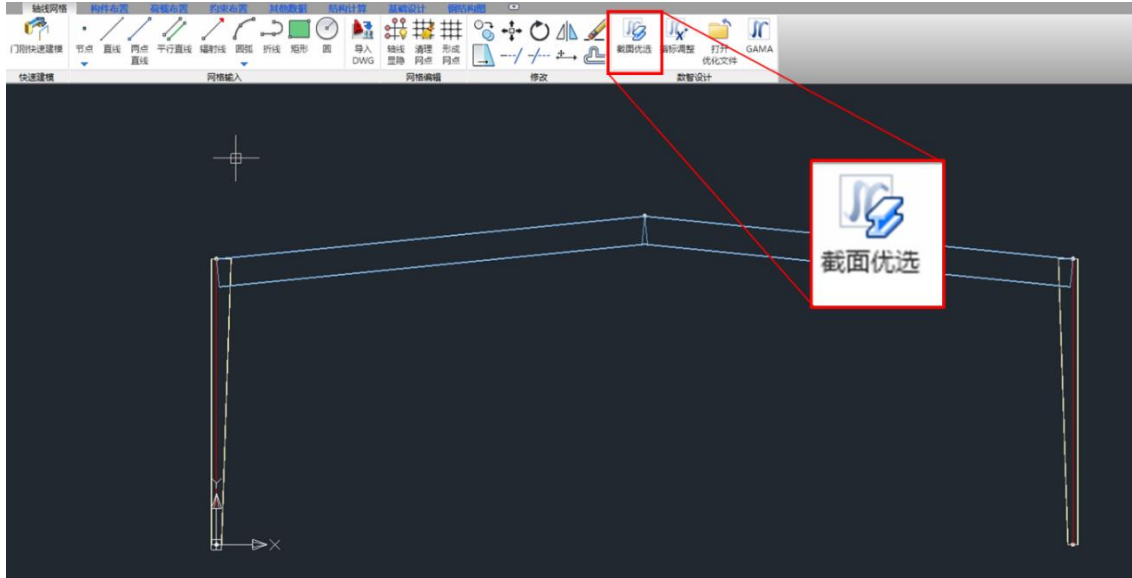 轴线网格 构件布置 荷载布置 约束布置 其他数据 结构计算 基础设计 钢结构图
门刚快速建模 节点 直线 两点直线 平行直线 辐射线 圆弧 折线 矩形 圆 导入DWG 轴线显隐 清理网点 形成网点 截面优选 指标调整 打开优化文件 GAMA
快速建模 网格输入 网格编辑 修改 数智设计
截面优选
Y
X